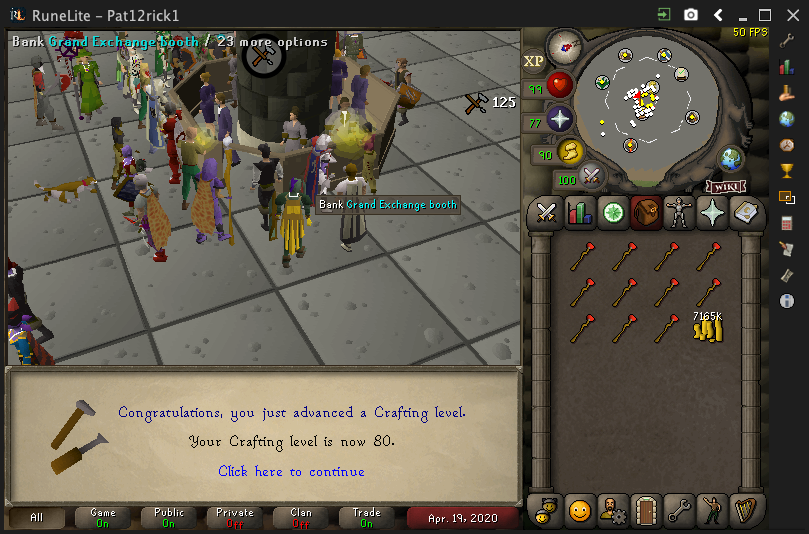 RuneLite - Pat12rick1
50 FPS
Bank Grand Exchange booth / 23 more options
XP
99
125
77
90
100
WIKI
Bank Grand Exchange booth
7165K
Congratulations, you just advanced a Crafting level.
Your Crafting level is now 80.
Click here to continue
All
Game
On
Public
On
Private
Off
Clan
Off
Trade
On
Apr. 19, 2020